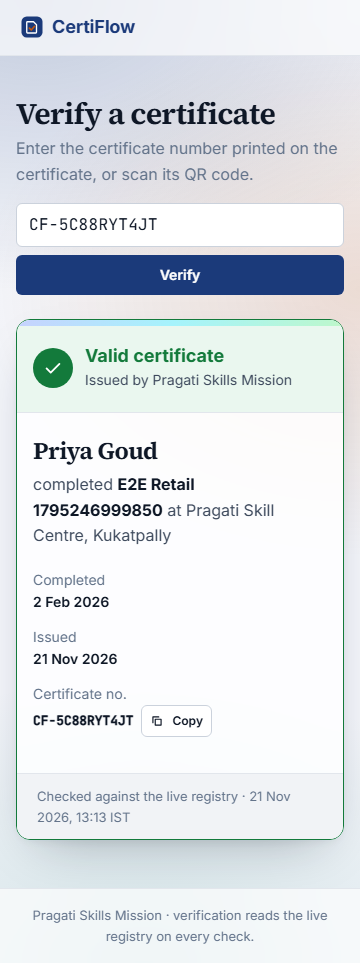 CertiFlow
Verify a certificate
Enter the certificate number printed on the
certificate, or scan its QR code.
CF-5C88RYT4JT
Verify
Valid certificate
Issued by Pragati Skills Mission
Priya Goud
completed E2E Retail
1795246999850 at Pragati Skill
Centre, Kukatpally
Completed
2 Feb 2026
Issued
21 Nov 2026
Certificate no.
CF-5C88RYT4JT Copy
Checked against the live registry · 21 Nov
2026, 13:13 IST
Pragati Skills Mission · verification reads the live
registry on every check.